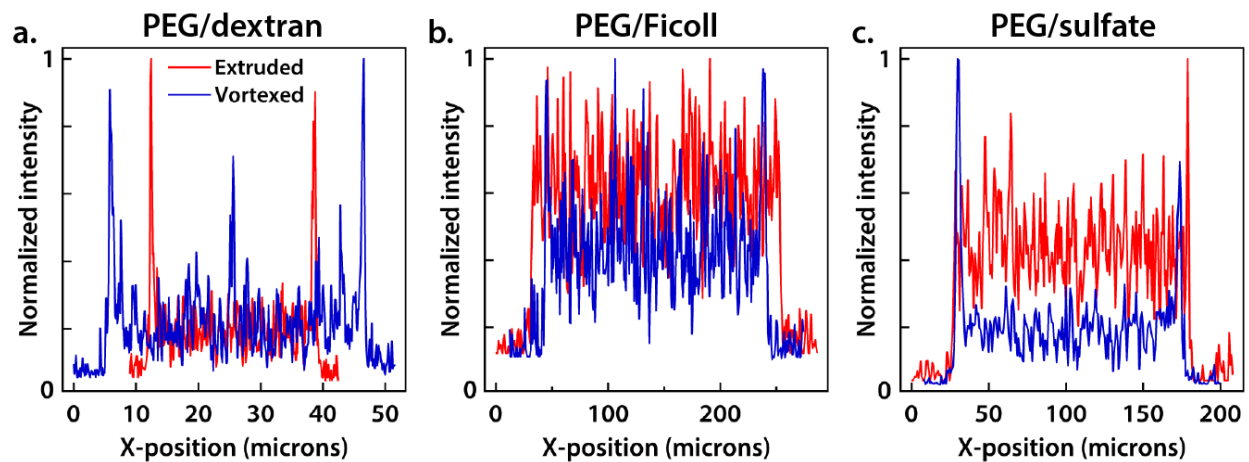 a.
PEG/dextran
1
0
Normalized intensity
Extruded
Vortexed
0
10
20
30
40
50
X-position (microns)
b.
PEG/Ficoll
1
0
Normalized intensity
100
200
X-position (microns)
c.
PEG/sulfate
1
0
Normalized intensity
0
50
100
150
200
X-position (microns)